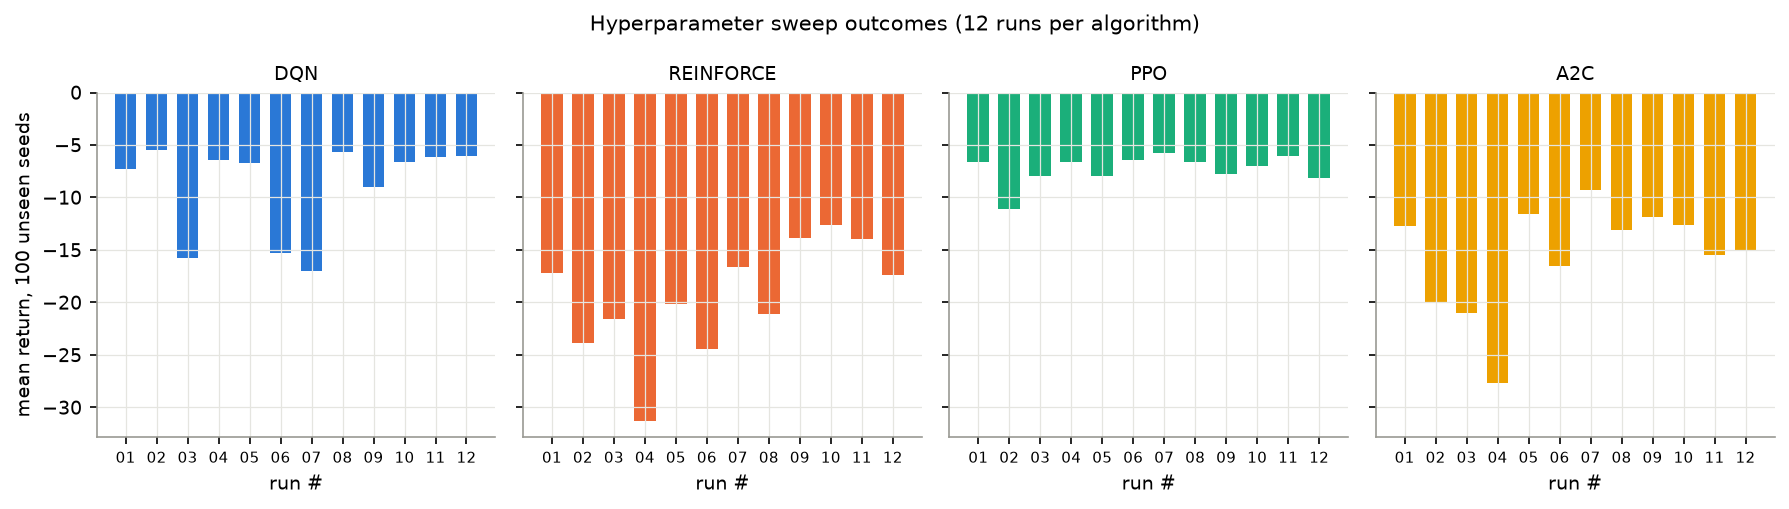 Hyperparameter sweep outcomes (12 runs per algorithm)
DQN
REINFORCE
PPO
A2C
mean return, 100 unseen seeds
0
−5
−10
−15
−20
−25
−30
01 02 03 04 05 06 07 08 09 10 11 12
01 02 03 04 05 06 07 08 09 10 11 12
01 02 03 04 05 06 07 08 09 10 11 12
01 02 03 04 05 06 07 08 09 10 11 12
run #
run #
run #
run #